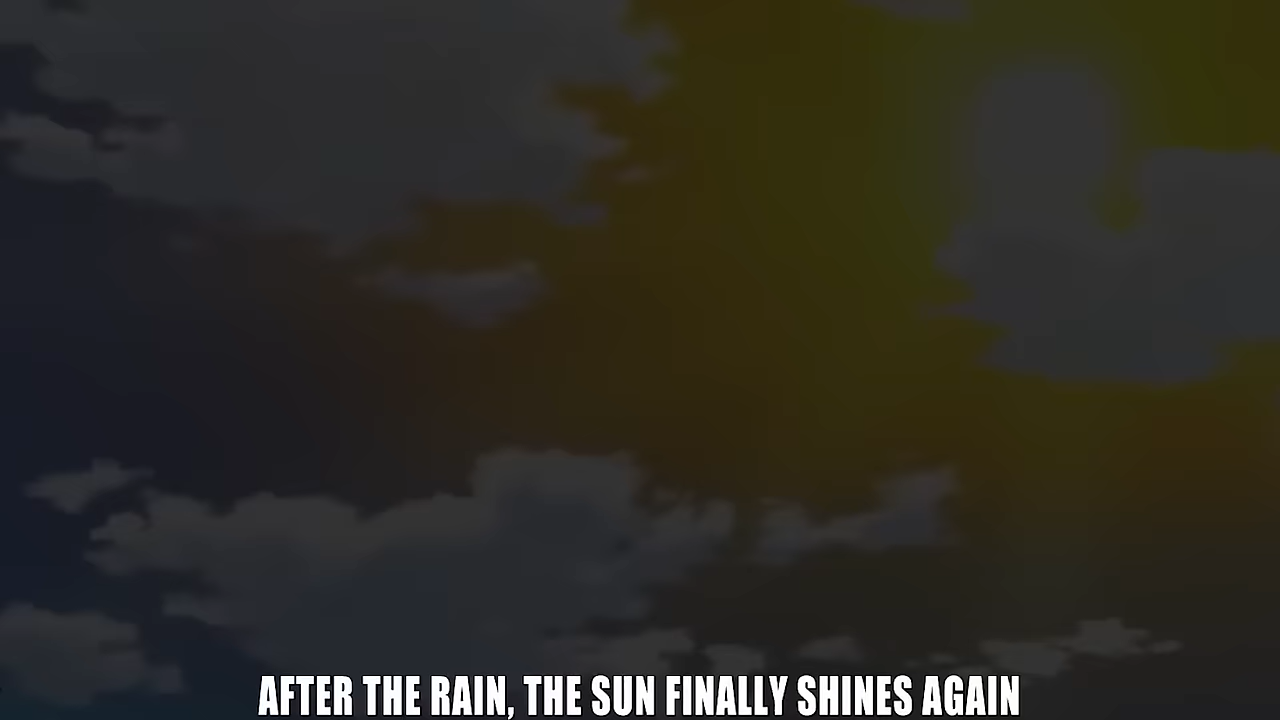 AFTER THE RAIN, THE SUN FINALLY SHINES AGAIN